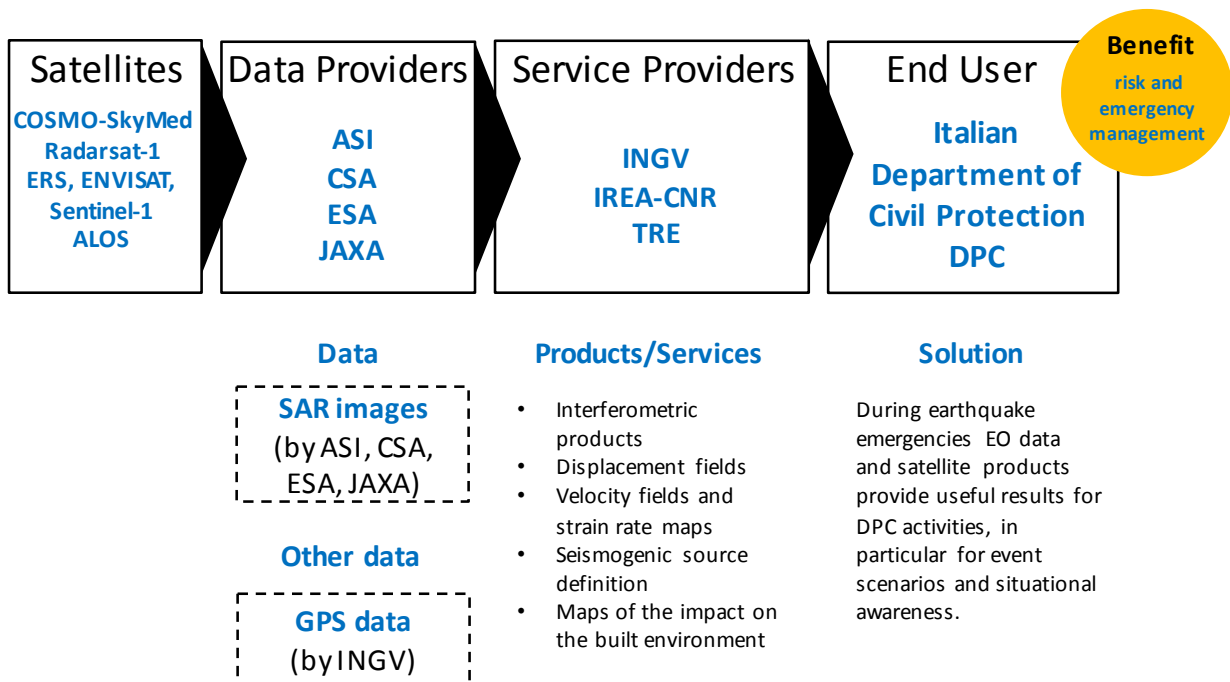 Satellites
COSMO-SkyMed
Radarsat-1
ERS, ENVISAT,
Sentinel-1
ALOS
Data Providers
ASI
CSA
ESA
JAXA
Service Providers
INGV
IREA-CNR
TRE
End User
Italian
Department of
Civil Protection
DPC
Benefit
risk and
emergency
management
Data
SAR images
(by ASI, CSA,
ESA, JAXA)
Other data
GPS data
(by INGV)
Products/Services
• Interferometric
products
• Displacement fields
• Velocity fields and
strain rate maps
• Seismogenic source
definition
• Maps of the impact on
the built environment
Solution
During earthquake
emergencies EO data
and satellite products
provide useful results for
DPC activities, in
particular for event
scenarios and situational
awareness.